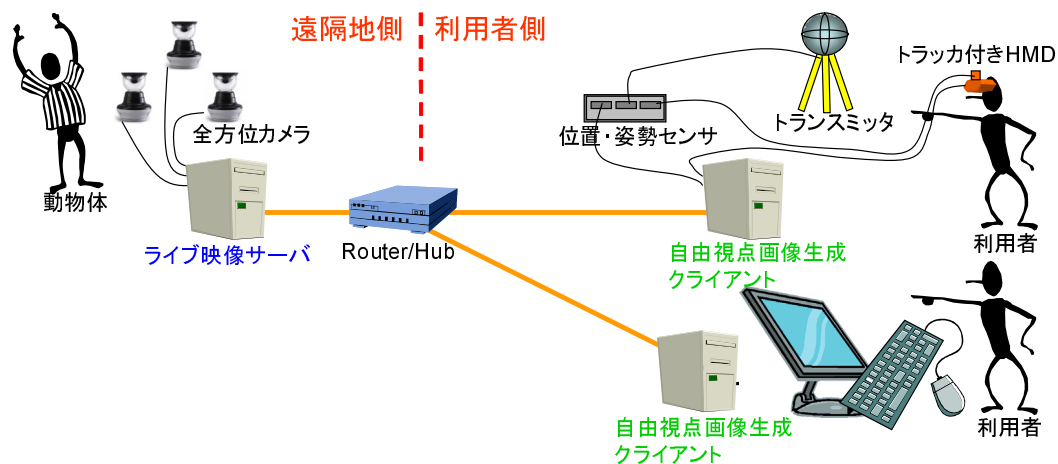 遠隔地側
利用者側
トラッカ付きHMD
全方位カメラ
位置・姿勢センサ
トランスミッタ
動物体
ライブ映像サーバ
Router/Hub
自由視点画像生成
クライアント
利用者
自由視点画像生成
クライアント
利用者